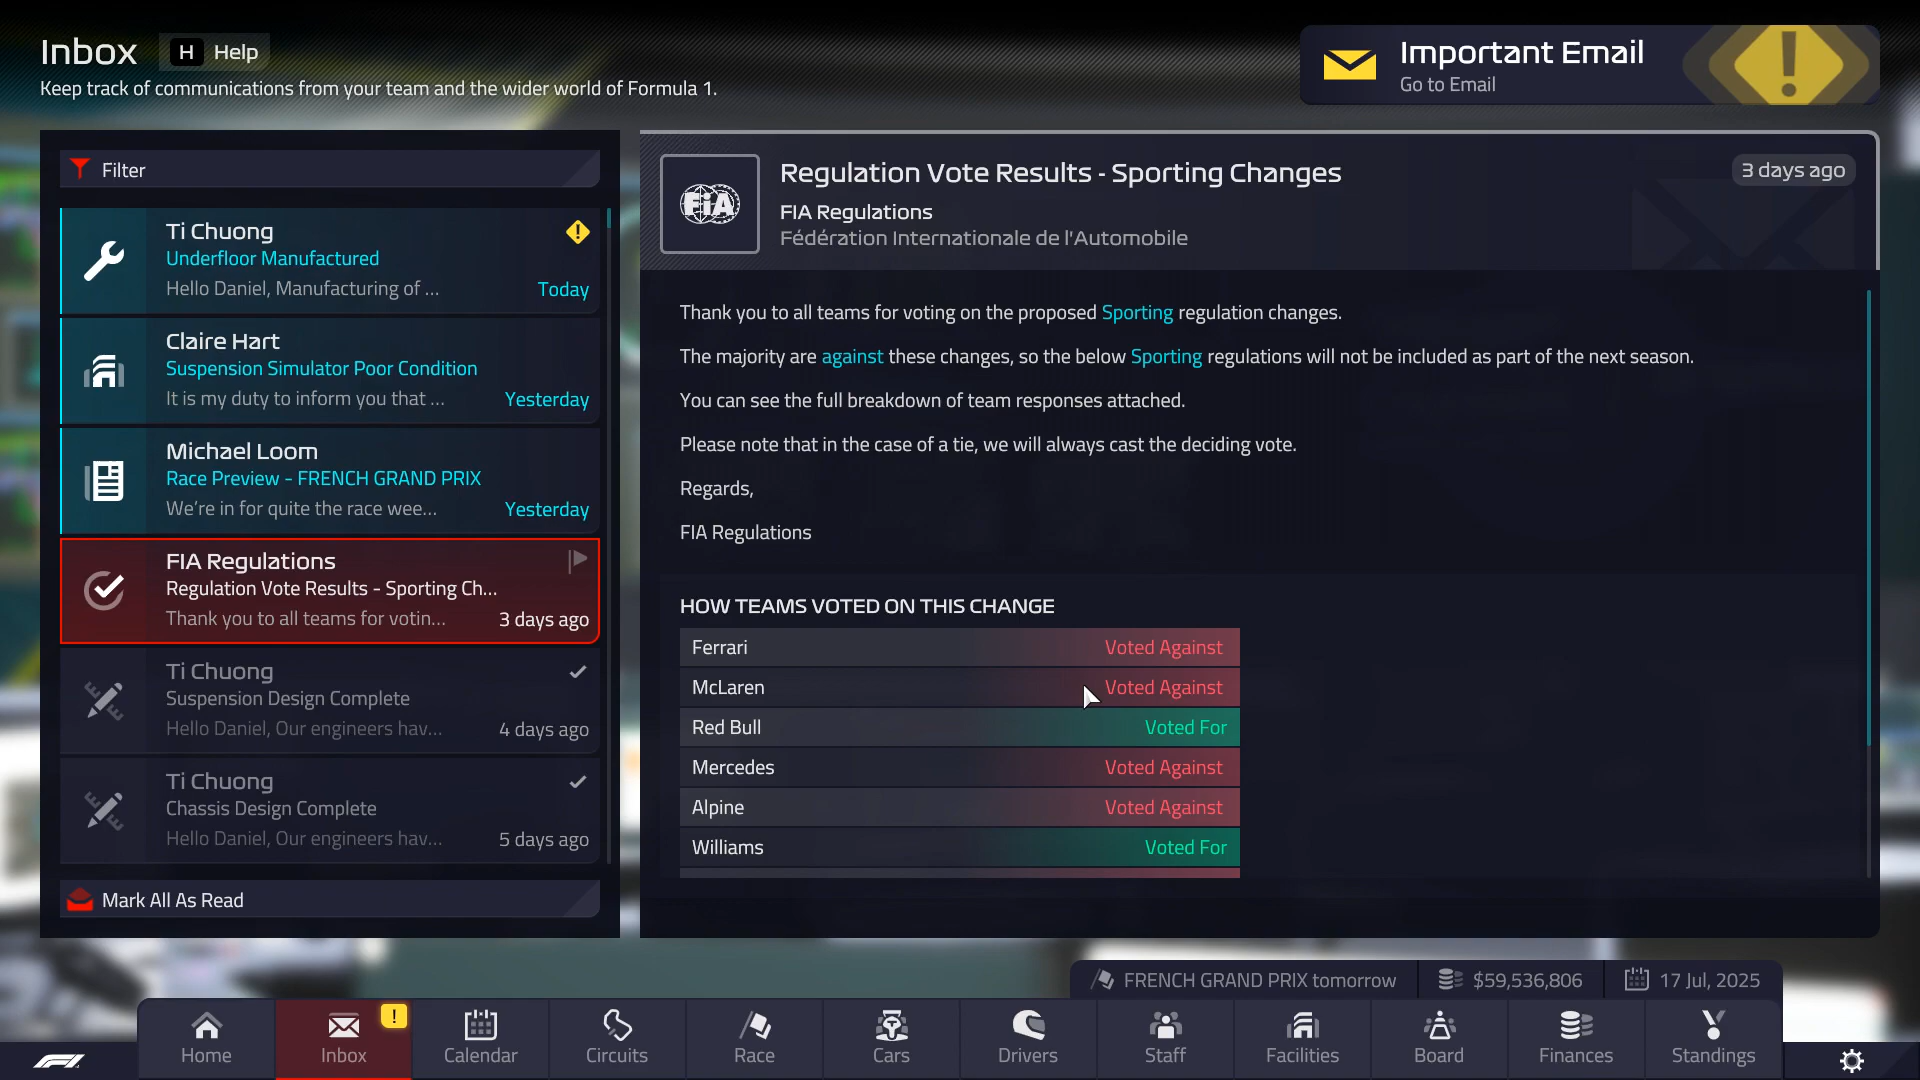 Inbox
H Help
Keep track of communications from your team and the wider world of Formula 1.
Important Email
Go to Email
Filter
Ti Chuong
Underfloor Manufactured
Hello Daniel, Manufacturing of ...
Today
Claire Hart
Suspension Simulator Poor Condition
It is my duty to inform you that ...
Yesterday
Michael Loom
Race Preview - FRENCH GRAND PRIX
We're in for quite the race wee...
Yesterday
FIA Regulations
Regulation Vote Results - Sporting Ch...
Thank you to all teams for votin...
3 days ago
Ti Chuong
Suspension Design Complete
Hello Daniel, Our engineers hav...
4 days ago
Ti Chuong
Chassis Design Complete
Hello Daniel, Our engineers hav...
5 days ago
Mark All As Read
FiA
Regulation Vote Results - Sporting Changes
3 days ago
FIA Regulations
Fédération Internationale de l'Automobile
Thank you to all teams for voting on the proposed Sporting regulation changes.
The majority are against these changes, so the below Sporting regulations will not be included as part of the next season.
You can see the full breakdown of team responses attached.
Please note that in the case of a tie, we will always cast the deciding vote.
Regards,
FIA Regulations
HOW TEAMS VOTED ON THIS CHANGE
Ferrari Voted Against
McLaren Voted Against
Red Bull Voted For
Mercedes Voted Against
Alpine Voted Against
Williams Voted For
FRENCH GRAND PRIX tomorrow
$59,536,806
17 Jul, 2025
F1
Home
Inbox
!
Calendar
Circuits
Race
Cars
Drivers
Staff
Facilities
Board
Finances
Standings